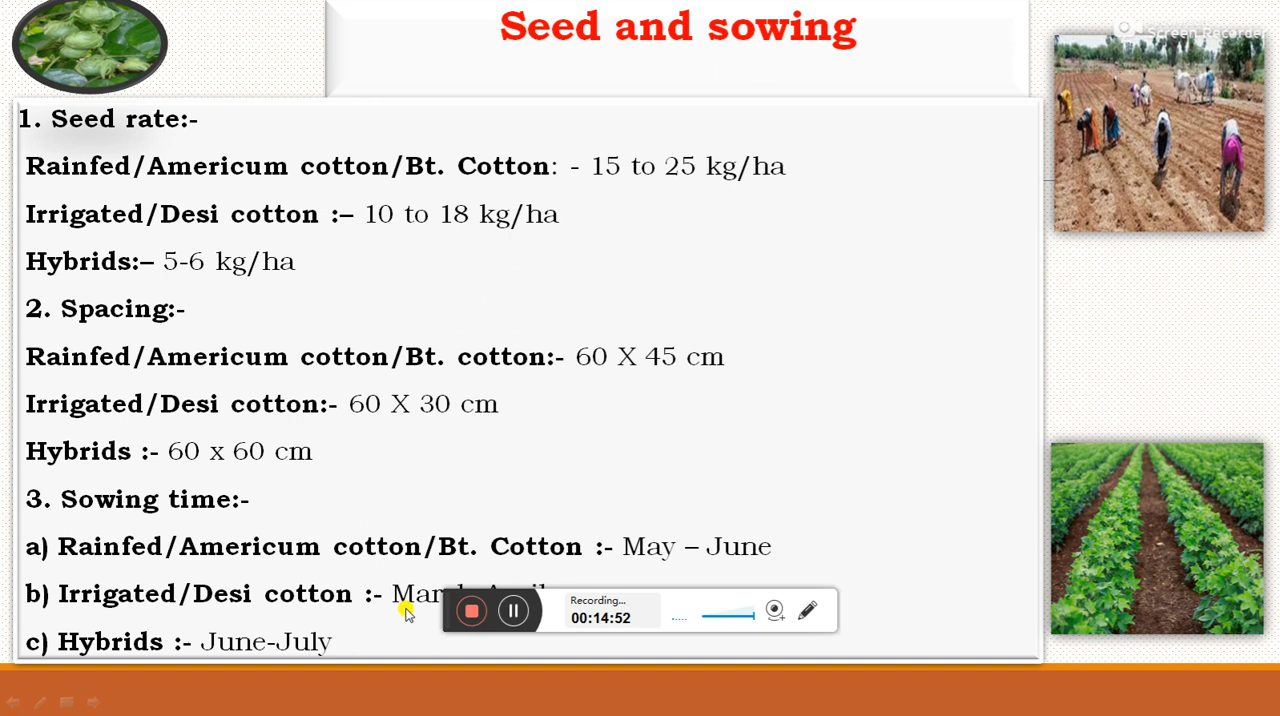 Seed and sowing
Screen Recorder
1. Seed rate:-
Rainfed/Americum cotton/Bt. Cotton: - 15 to 25 kg/ha
Irrigated/Desi cotton :– 10 to 18 kg/ha
Hybrids:– 5-6 kg/ha
2. Spacing:-
Rainfed/Americum cotton/Bt. cotton:- 60 X 45 cm
Irrigated/Desi cotton:- 60 X 30 cm
Hybrids :- 60 x 60 cm
3. Sowing time:-
a) Rainfed/Americum cotton/Bt. Cotton :- May – June
b) Irrigated/Desi cotton :-
Recording...
00:14:52
c) Hybrids :- June-July